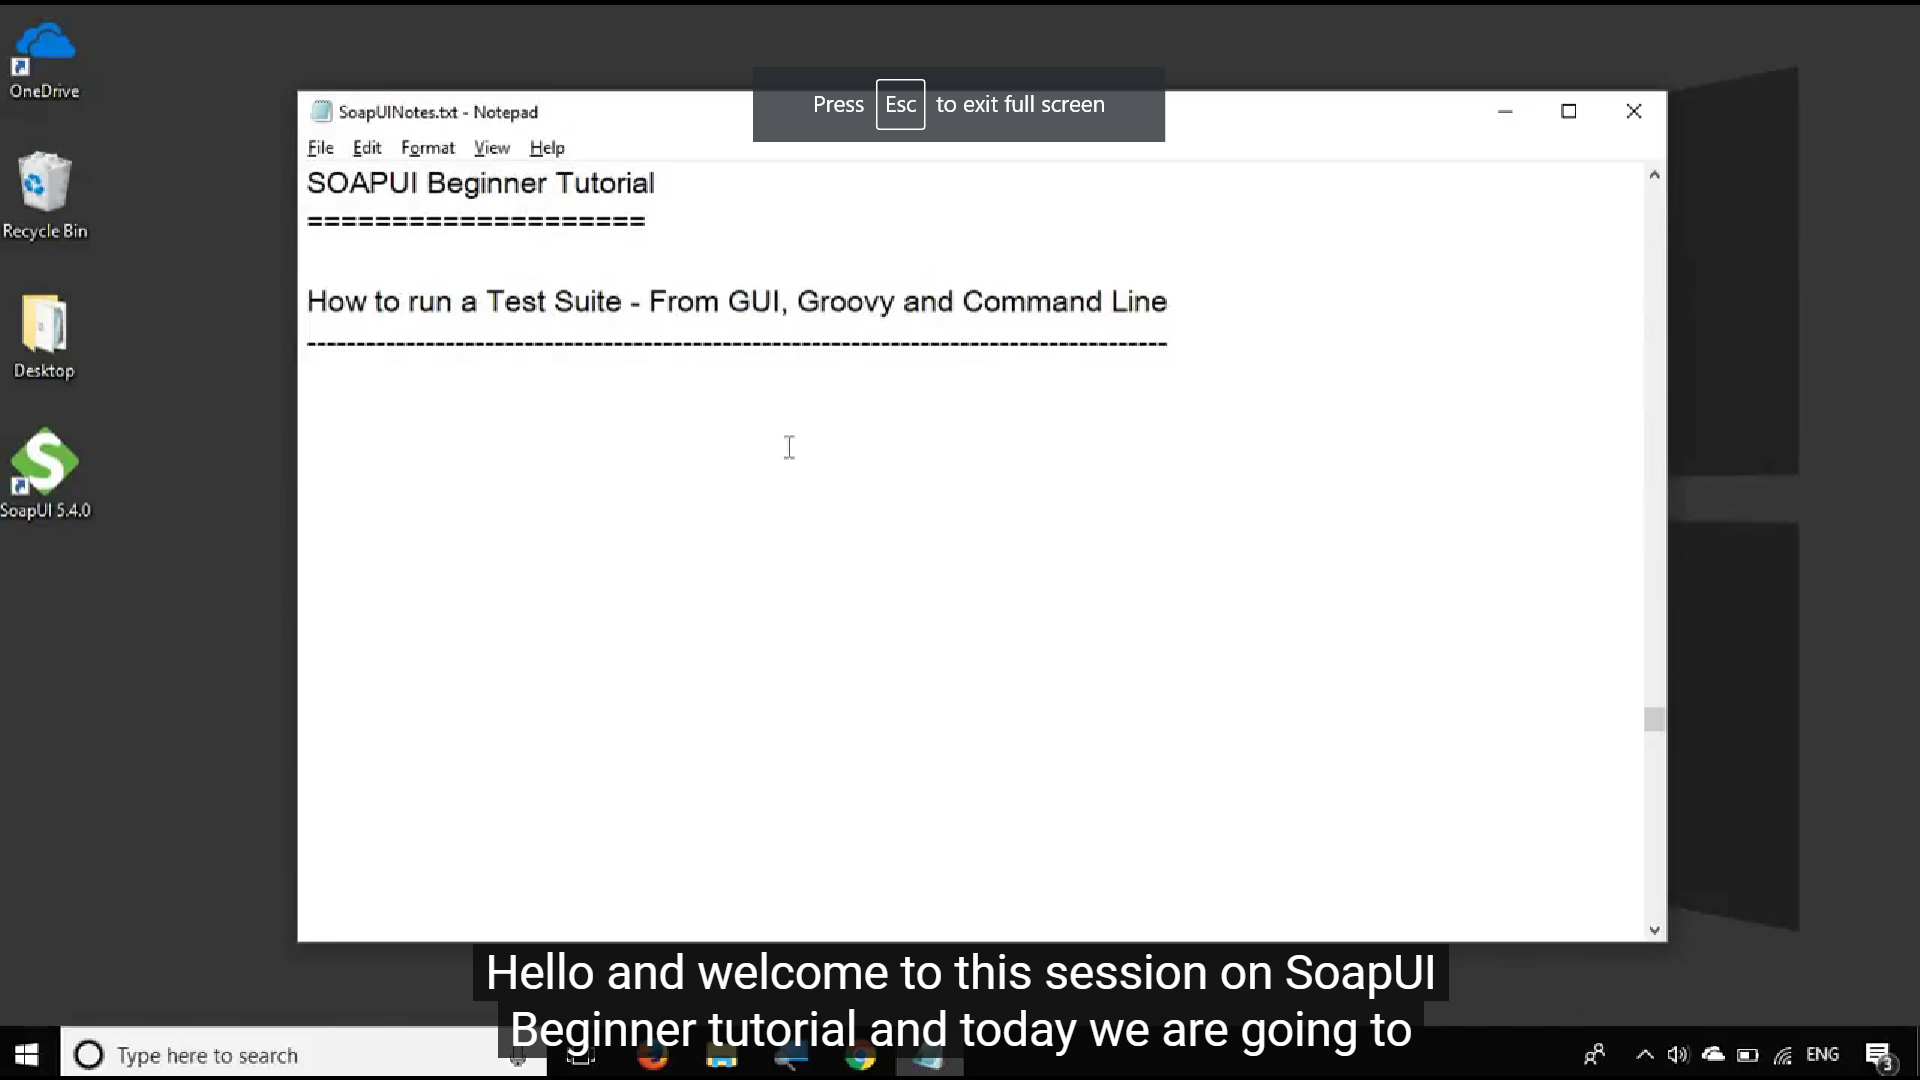 OneDrive
Recycle Bin
Desktop
SoapUI 5.4.0
SoapUINotes.txt - Notepad
Press Esc to exit full screen
File Edit Format View Help
SOAPUI Beginner Tutorial
====================
How to run a Test Suite - From GUI, Groovy and Command Line
--------------------------------------------------------------------------------
Hello and welcome to this session on SoapUI
Beginner tutorial and today we are going to
Type here to search
ENG
3